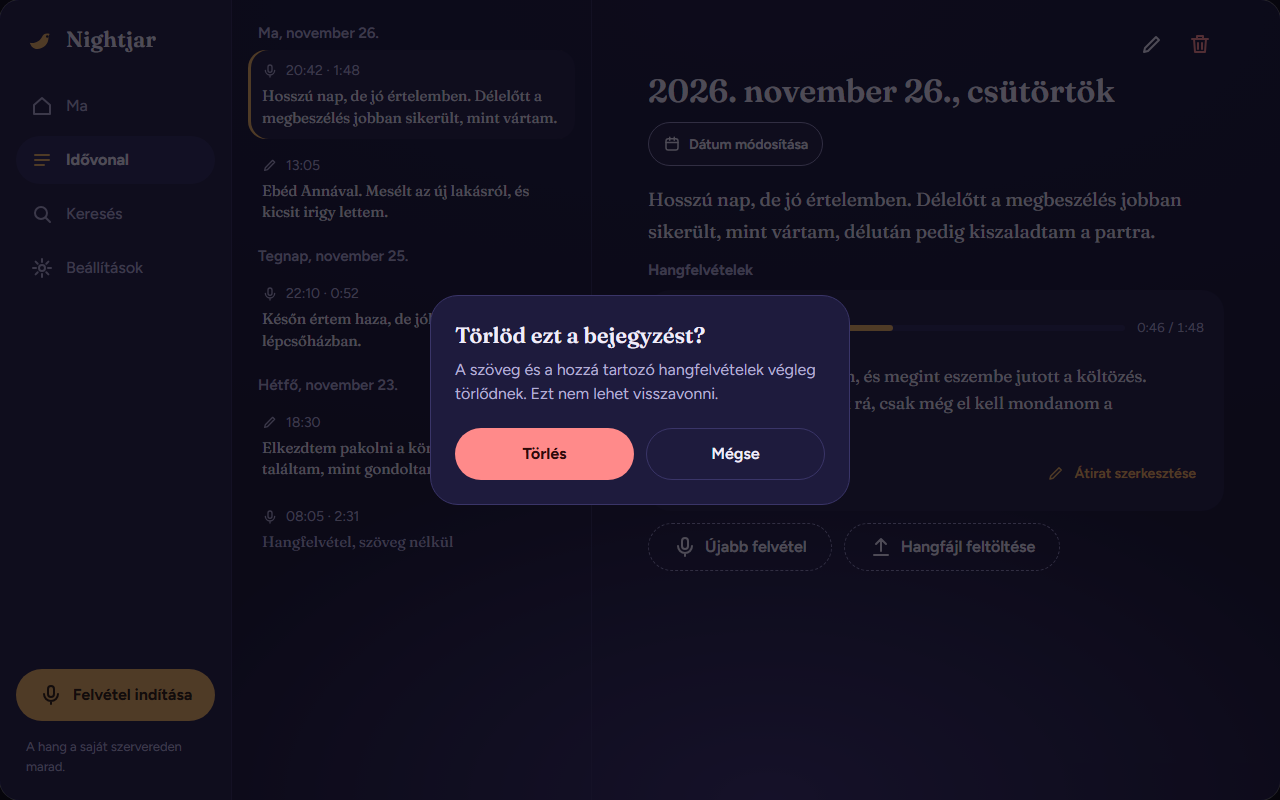 Nightjar
Ma
Idővonal
Keresés
Beállítások
Felvétel indítása
A hang a saját szervereden
marad.
Ma, november 26.
20:42 · 1:48
Hosszú nap, de jó értelemben. Délelőtt a
megbeszélés jobban sikerült, mint vártam.
13:05
Ebéd Annával. Mesélt az új lakásról, és
kicsit irigy lettem.
Tegnap, november 25.
22:10 · 0:52
Későn értem haza, de
lépcsőházban.
Hétfő, november 23.
18:30
Elkezdtem pakolni a
találtam, mint
08:05 · 2:31
Hangfelvétel, szöveg nélkül
2026. november 26., csütörtök
Dátum módosítása
Hosszú nap, de jó értelemben. Délelőtt a megbeszélés jobban
sikerült, mint vártam, délután pedig kiszaladtam a partra.
Hangfelvételek
0:46 / 1:48
és megint eszembe jutott a költözés.
rá, csak még el kell mondanom a
Átirat szerkesztése
Újabb felvétel
Hangfájl feltöltése
Törlöd ezt a bejegyzést?
A szöveg és a hozzá tartozó hangfelvételek végleg
törlődnek. Ezt nem lehet visszavonni.
Törlés
Mégse